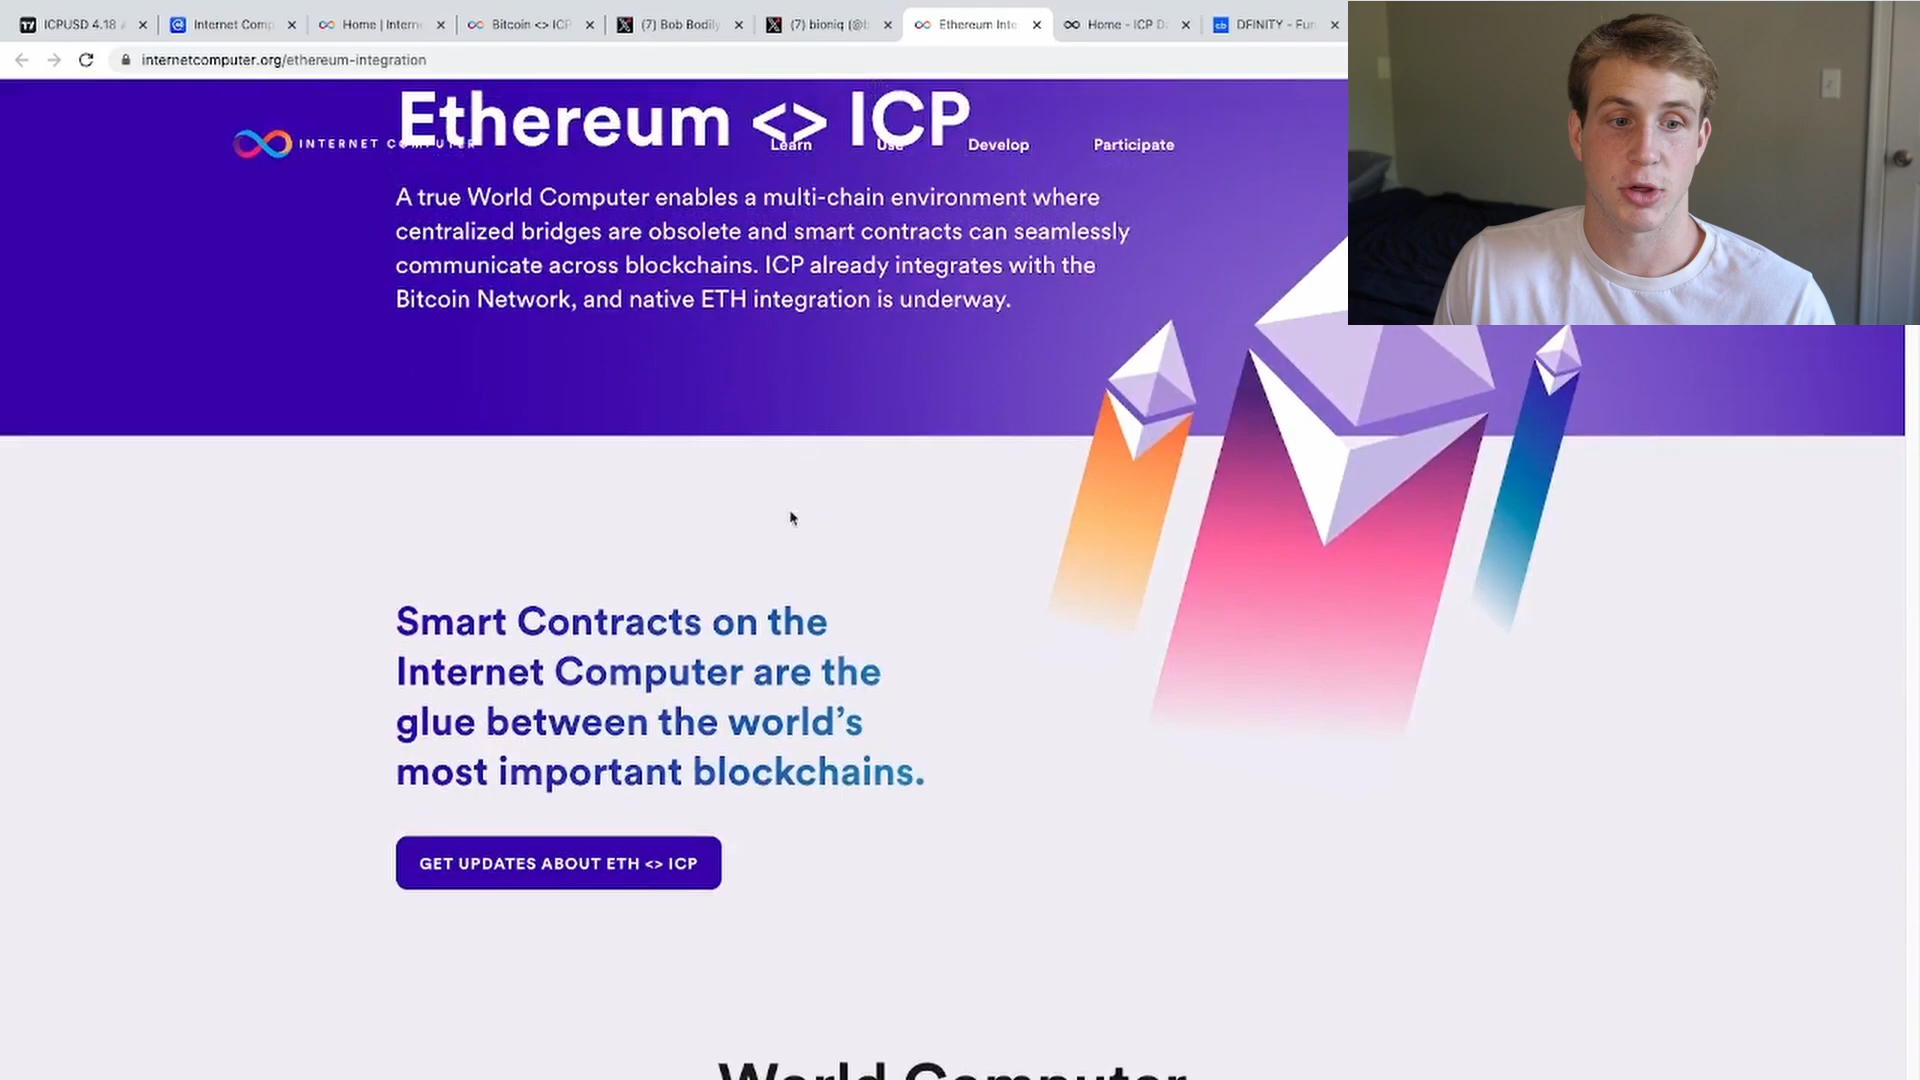 ICPUSD 4.18
Internet Comp
Home | Intern
Bitcoin <> ICP
(7) Bob Bodily
(7) bioniq (@b
Ethereum Inte
Home - ICP D
DFINITY - Fun
internetcomputer.org/ethereum-integration
Ethereum <> ICP
INTERNET COMPUTER
Learn
Use
Develop
Participate
A true World Computer enables a multi-chain environment where
centralized bridges are obsolete and smart contracts can seamlessly
communicate across blockchains. ICP already integrates with the
Bitcoin Network, and native ETH integration is underway.
Smart Contracts on the
Internet Computer are the
glue between the world's
most important blockchains.
GET UPDATES ABOUT ETH <> ICP
World Computer